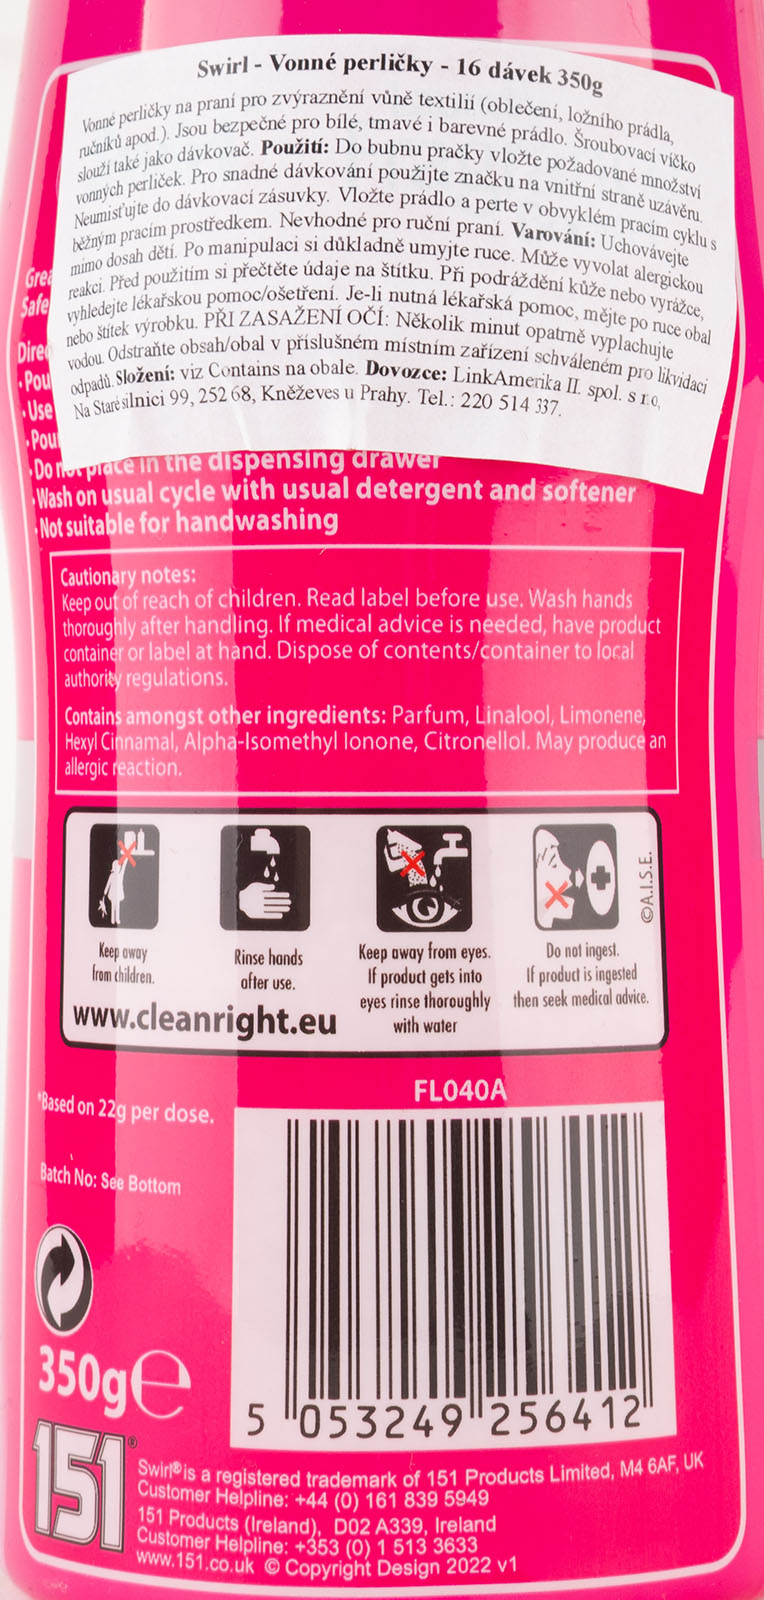 Swirl - Vonné perličky - 16 dávek 350g
Vonné perličky na praní pro zvýraznění vůně textilií (oblečení, ložního prádla,
ručníků apod.). Jsou bezpečné pro bílé, tmavé i barevné prádlo. Šroubovací víčko
slouží také jako dávkovač. Použití: Do bubnu pračky vložte požadované množství
vonných perliček. Pro snadné dávkování použijte značku na vnitřní straně uzávěru.
Neumisťujte do dávkovací zásuvky. Vložte prádlo a perte v obvyklém pracím cyklu s
běžným pracím prostředkem. Nevhodné pro ruční praní. Varování: Uchovávejte
mimo dosah dětí. Po manipulaci si důkladně umyjte ruce. Může vyvolat alergickou
reakci. Před použitím si přečtěte údaje na štítku. Při podráždění kůže nebo vyrážce,
vyhledejte lékařskou pomoc/ošetření. Je-li nutná lékařská pomoc, mějte po ruce obal
nebo štítek výrobku. PŘI ZASAŽENÍ OČÍ: Několik minut opatrně vyplachujte
vodou. Odstraňte obsah/obal v příslušném místním zařízení schváleném pro likvidaci
odpadů. Složení: viz Contains na obale. Dovozce: LinkAmerika II. spol. s r.o,
Na Staré silnici 99, 252 68, Kněževes u Prahy. Tel.: 220 514 337.
Grea
Safe
Direc
• Pou
• Use
• Pour
• Do not place in the dispensing drawer
• Wash on usual cycle with usual detergent and softener
• Not suitable for handwashing
Cautionary notes:
Keep out of reach of children. Read label before use. Wash hands
thoroughly after handling. If medical advice is needed, have product
container or label at hand. Dispose of contents/container to local
authority regulations.
Contains amongst other ingredients: Parfum, Linalool, Limonene,
Hexyl Cinnamal, Alpha-Isomethyl Ionone, Citronellol. May produce an
allergic reaction.
©A.I.S.E.
Keep away
from children.
Rinse hands
after use.
Keep away from eyes.
If product gets into
eyes rinse thoroughly
with water
Do not ingest.
If product is ingested
then seek medical advice.
www.cleanright.eu
FL040A
*Based on 22g per dose.
Batch No: See Bottom
350g e
5 053249 256412
151®
Swirl® is a registered trademark of 151 Products Limited, M4 6AF, UK
Customer Helpline: +44 (0) 161 839 5949
151 Products (Ireland), D02 A339, Ireland
Customer Helpline: +353 (0) 1 513 3633
www.151.co.uk © Copyright Design 2022 v1